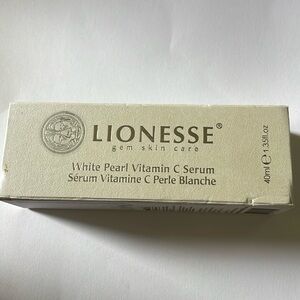 LIONESSE®
gem skin care
White Pearl Vitamin C Serum
Sérum Vitamine C Perle Blanche
40ml ℮ 1.35fl.oz